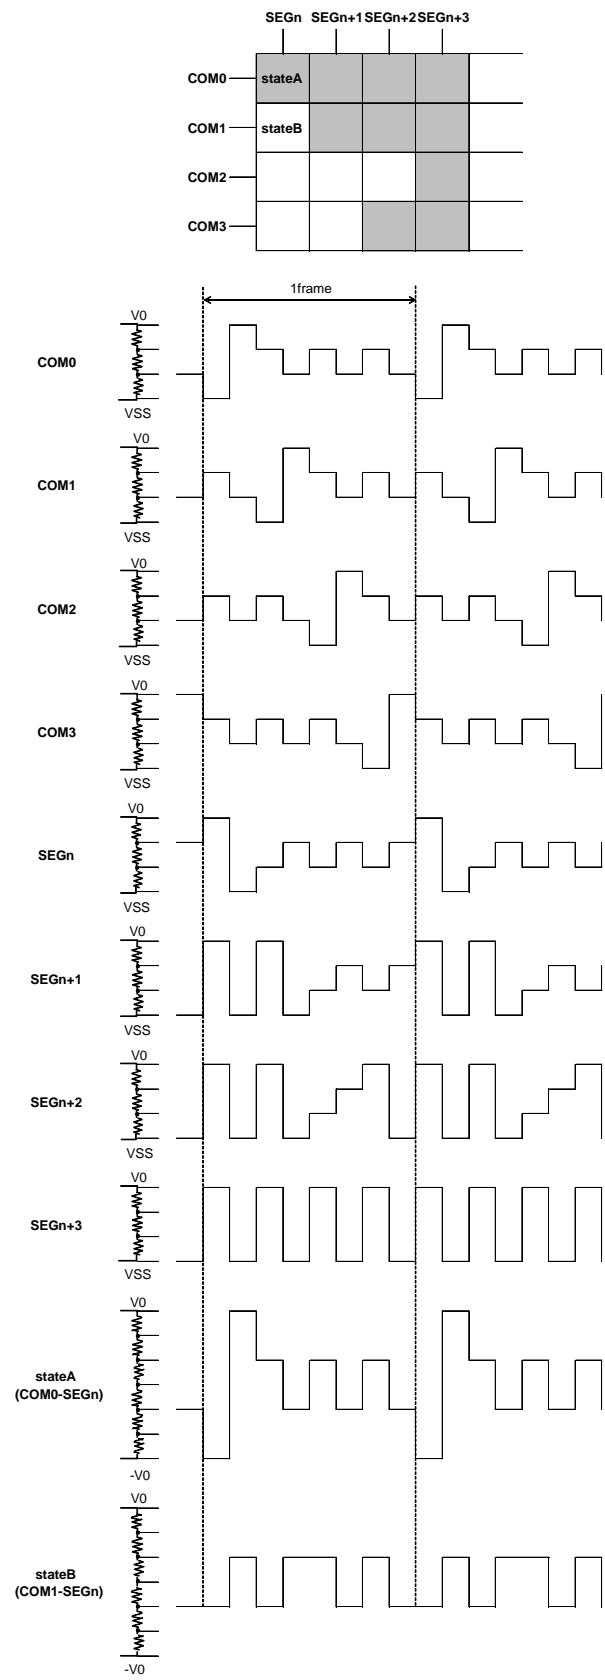 SEGn SEGn+1 SEGn+2 SEGn+3
COM0 stateA
COM1 stateB
COM2
COM3
1frame
V0
COM0
VSS
V0
COM1
VSS
V0
COM2
VSS
V0
COM3
VSS
V0
SEGn
VSS
V0
SEGn+1
VSS
V0
SEGn+2
VSS
V0
SEGn+3
VSS
V0
stateA
(COM0-SEGn)
-V0
V0
stateB
(COM1-SEGn)
-V0